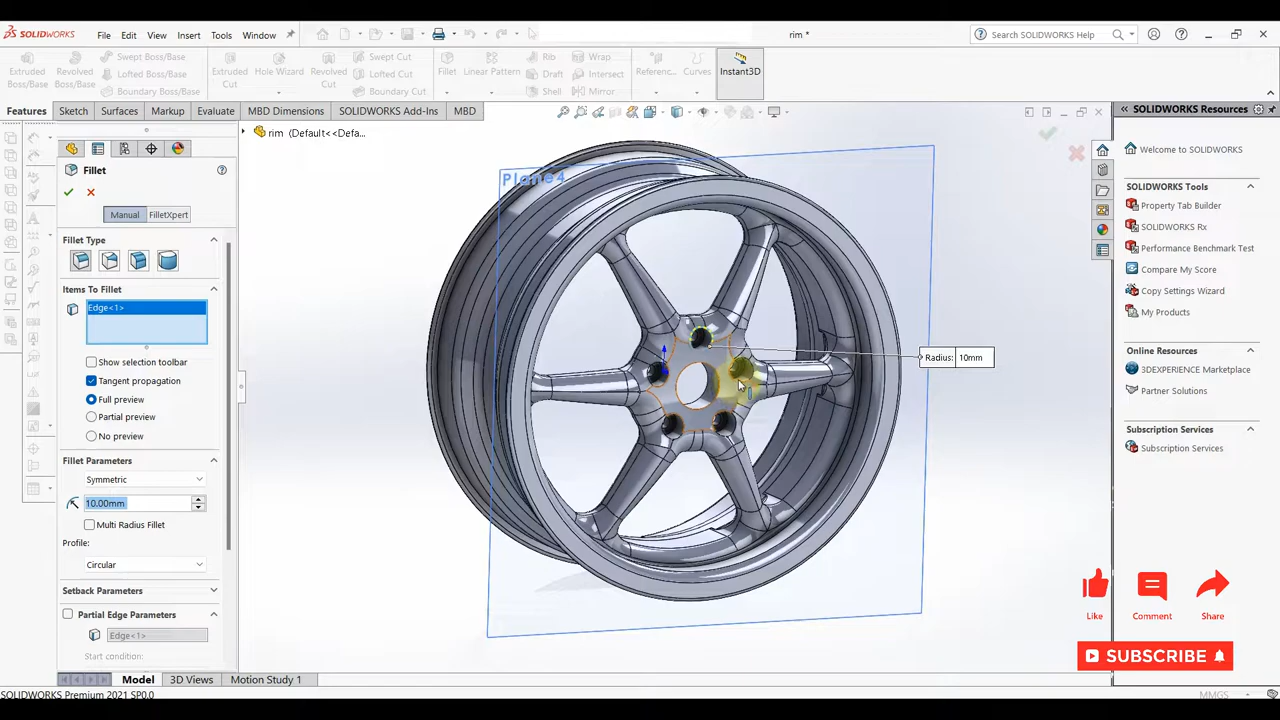 SOLIDWORKS File Edit View Insert Tools Window rim * Search SOLIDWORKS Help
Extruded Boss/Base
Revolved Boss/Base
Swept Boss/Base
Lofted Boss/Base
Boundary Boss/Base
Extruded Cut
Hole Wizard
Revolved Cut
Swept Cut
Lofted Cut
Boundary Cut
Fillet
Linear Pattern
Rib
Draft
Shell
Wrap
Intersect
Mirror
Referenc...
Curves
Instant3D
Features Sketch Surfaces Markup Evaluate MBD Dimensions SOLIDWORKS Add-Ins MBD
rim (Default<<Defa...
Fillet
Manual FilletXpert
Fillet Type
Items To Fillet
Edge<1>
Show selection toolbar
Tangent propagation
Full preview
Partial preview
No preview
Fillet Parameters
Symmetric
10.00mm
Multi Radius Fillet
Profile:
Circular
Setback Parameters
Partial Edge Parameters
Edge<1>
Start condition:
Plane4
Radius: 10mm
SOLIDWORKS Resources
Welcome to SOLIDWORKS
SOLIDWORKS Tools
Property Tab Builder
SOLIDWORKS Rx
Performance Benchmark Test
Compare My Score
Copy Settings Wizard
My Products
Online Resources
3DEXPERIENCE Marketplace
Partner Solutions
Subscription Services
Subscription Services
Like Comment Share
SUBSCRIBE
Model 3D Views Motion Study 1
SOLIDWORKS Premium 2021 SP0.0
MMGS